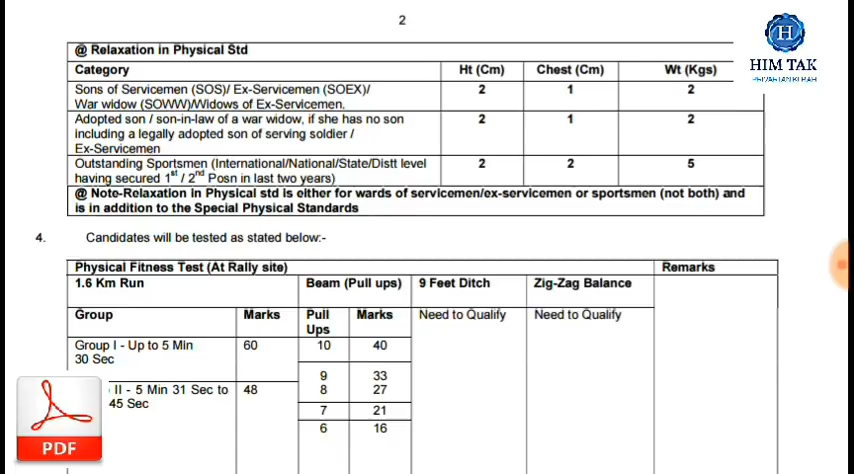 2
HIM TAK
@ Relaxation in Physical Std
Category Ht (Cm) Chest (Cm) Wt (Kgs)
Sons of Servicemen (SOS)/ Ex-Servicemen (SOEX)/ 2 1 2
War widow (SOWW)/Widows of Ex-Servicemen.
Adopted son / son-in-law of a war widow, if she has no son 2 1 2
including a legally adopted son of serving soldier /
Ex-Servicemen
Outstanding Sportsmen (International/National/State/Distt level 2 2 5
having secured 1st / 2nd Posn in last two years)
@ Note-Relaxation in Physical std is either for wards of servicemen/ex-servicemen or sportsmen (not both) and
is in addition to the Special Physical Standards
4. Candidates will be tested as stated below:-
Physical Fitness Test (At Rally site) Remarks
1.6 Km Run Beam (Pull ups) 9 Feet Ditch Zig-Zag Balance
Group Marks Pull Marks Need to Qualify Need to Qualify
Ups
Group I - Up to 5 Min 60 10 40
30 Sec
9 33
II - 5 Min 31 Sec to 48 8 27
45 Sec
7 21
6 16
PDF